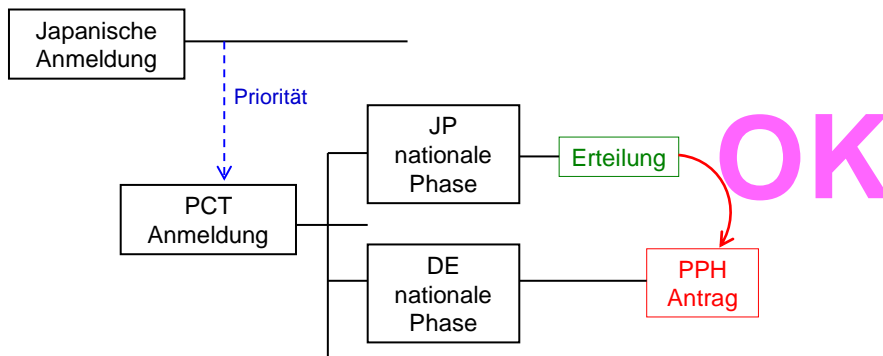 Japanische
Anmeldung
Priorität
JP
nationale
Phase
Erteilung
OK
PCT
Anmeldung
DE
nationale
Phase
PPH
Antrag